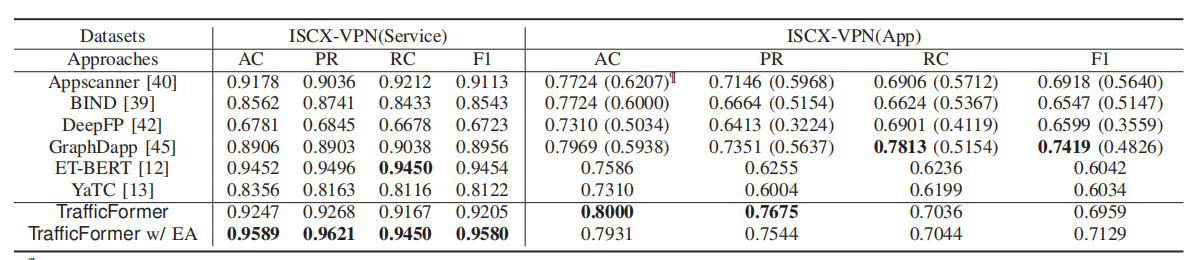 Datasets ISCX-VPN(Service) ISCX-VPN(App)
Approaches AC PR RC F1 AC PR RC F1
Appscanner [40] 0.9178 0.9036 0.9212 0.9113 0.7724 (0.6207)¶ 0.7146 (0.5968) 0.6906 (0.5712) 0.6918 (0.5640)
BIND [39] 0.8562 0.8741 0.8433 0.8543 0.7724 (0.6000) 0.6664 (0.5154) 0.6624 (0.5367) 0.6547 (0.5147)
DeepFP [42] 0.6781 0.6845 0.6678 0.6723 0.7310 (0.5034) 0.6413 (0.3224) 0.6901 (0.4119) 0.6599 (0.3559)
GraphDapp [45] 0.8906 0.8903 0.9038 0.8956 0.7969 (0.5938) 0.7351 (0.5637) 0.7813 (0.5154) 0.7419 (0.4826)
ET-BERT [12] 0.9452 0.9496 0.9450 0.9454 0.7586 0.6255 0.6236 0.6042
YaTC [13] 0.8356 0.8163 0.8116 0.8122 0.7310 0.6004 0.6199 0.6034
TrafficFormer 0.9247 0.9268 0.9167 0.9205 0.8000 0.7675 0.7036 0.6959
TrafficFormer w/ EA 0.9589 0.9621 0.9450 0.9580 0.7931 0.7544 0.7044 0.7129